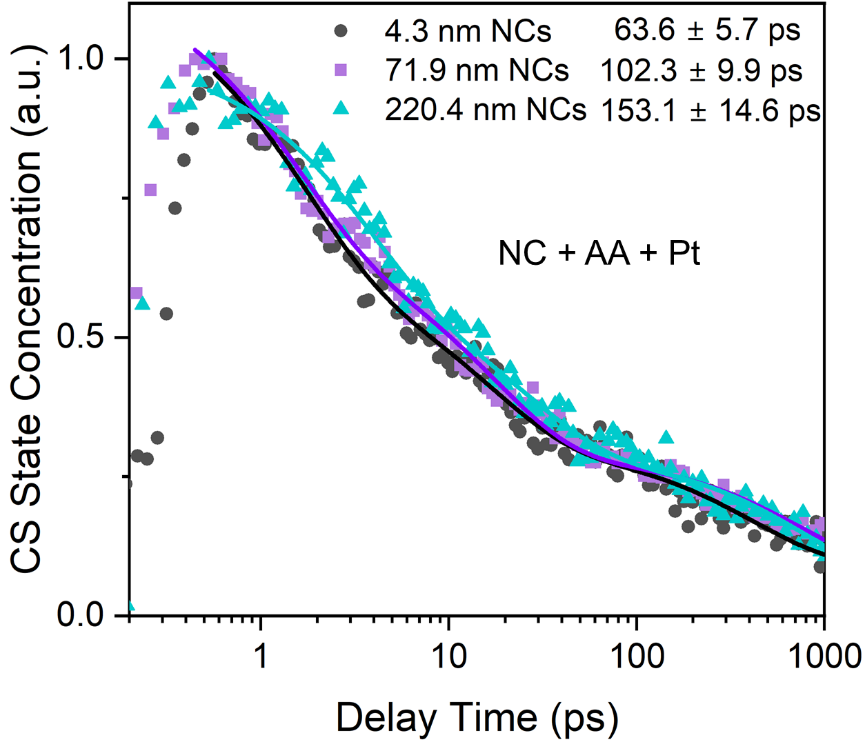 4.3 nm NCs 63.6 ± 5.7 ps
71.9 nm NCs 102.3 ± 9.9 ps
220.4 nm NCs 153.1 ± 14.6 ps
NC + AA + Pt
CS State Concentration (a.u.)
1.0
0.5
0.0
1 10 100 1000
Delay Time (ps)